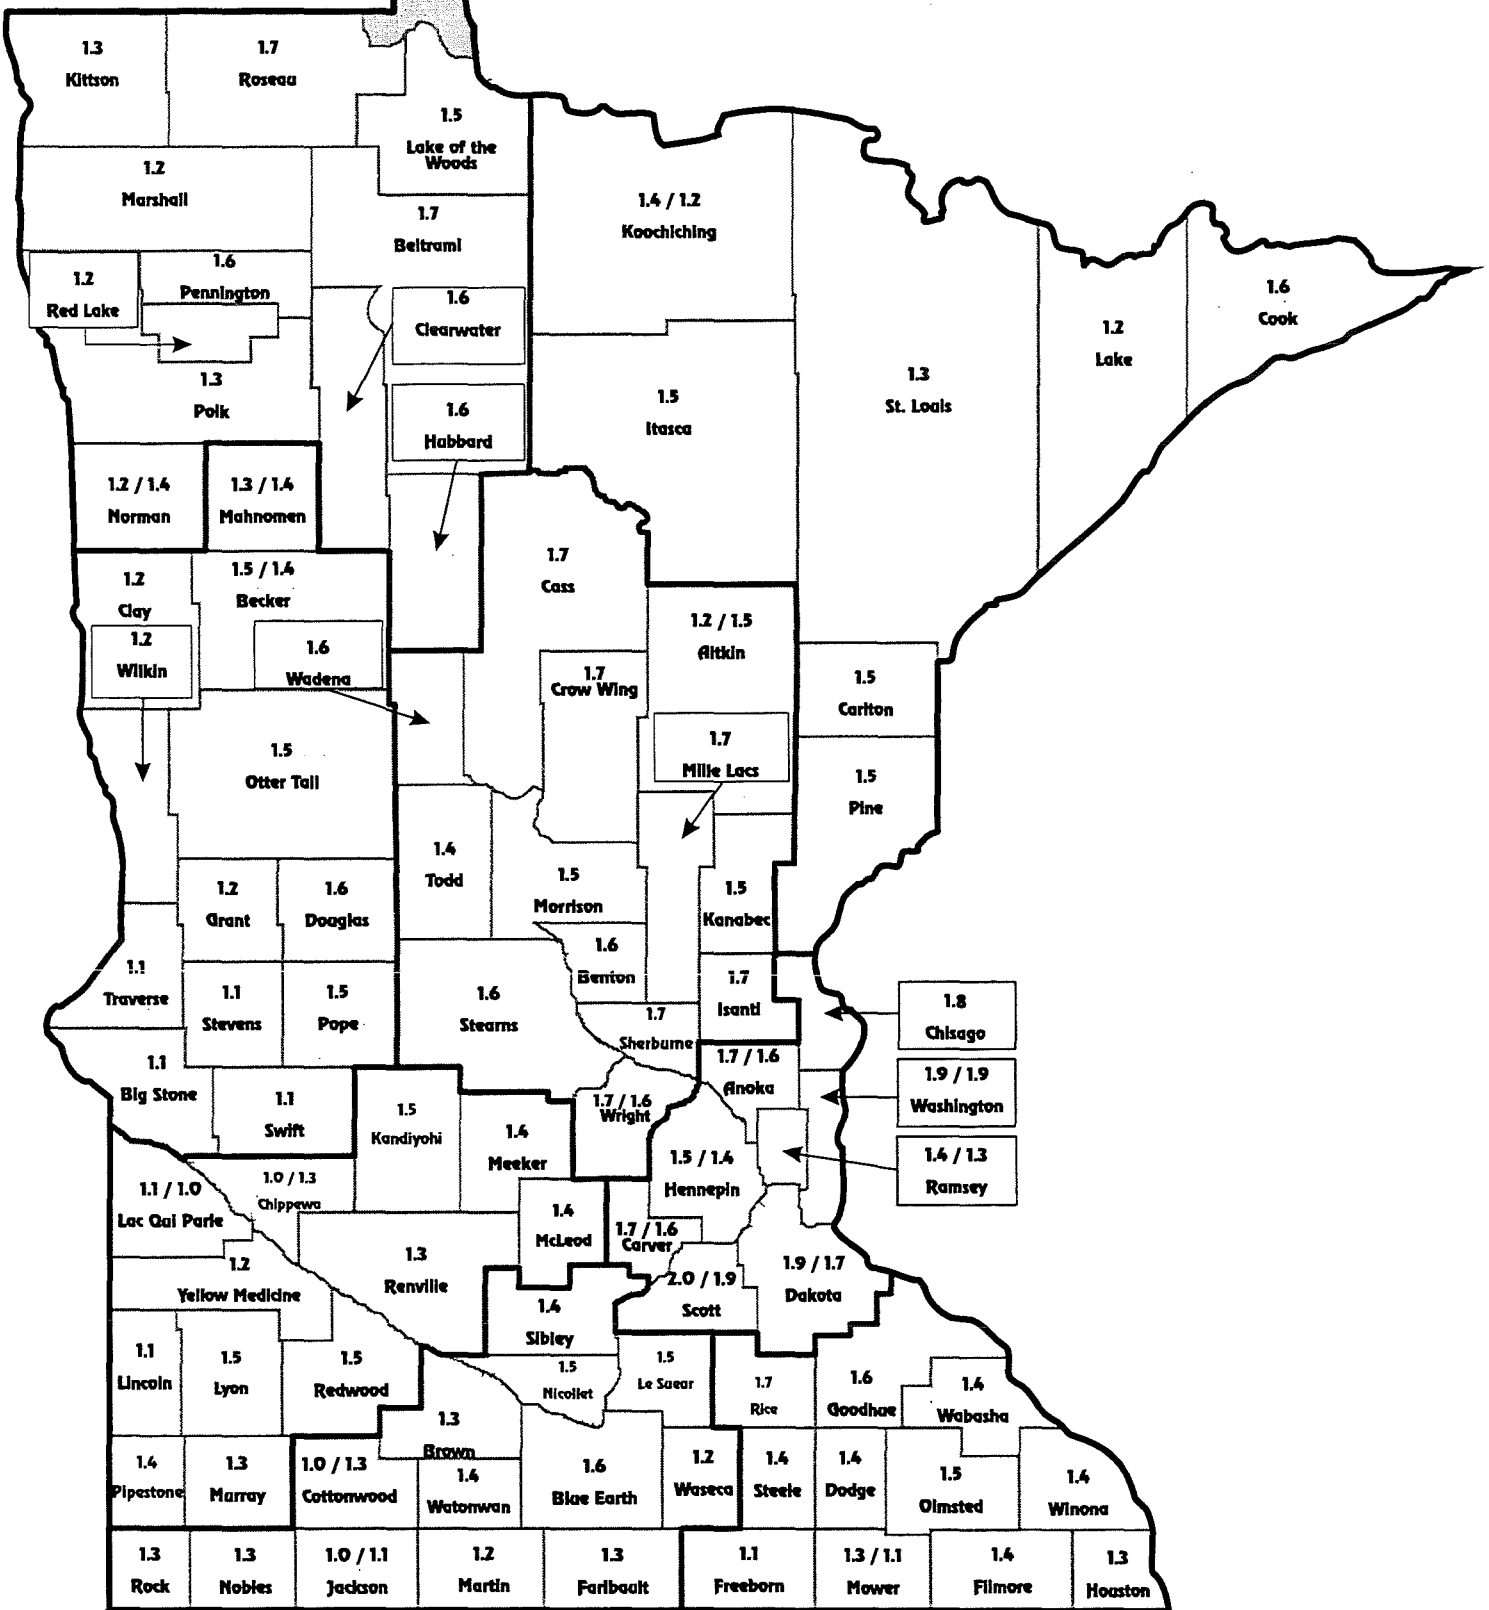 1.3
Kittson
1.7
Roseau
1.5
Lake of the
Woods
1.2
Marshall
1.7
Beltrami
1.4 / 1.2
Koochiching
1.6
Pennington
1.2
Red Lake
1.6
Clearwater
1.6
Cook
1.2
Lake
1.3
St. Louis
1.3
Polk
1.6
Hubbard
1.5
Itasca
1.2 / 1.4
Norman
1.3 / 1.4
Mahnomen
1.7
Cass
1.2
Clay
1.5 / 1.4
Becker
1.2
Wilkin
1.6
Wadena
1.2 / 1.5
Aitkin
1.7
Crow Wing
1.5
Carlton
1.5
Otter Tail
1.7
Mille Lacs
1.5
Pine
1.4
Todd
1.5
Morrison
1.2
Grant
1.6
Douglas
1.5
Kanabec
1.6
Benton
1.1
Traverse
1.1
Stevens
1.5
Pope
1.6
Stearns
1.7
Isanti
1.7
Sherburne
1.8
Chisago
1.1
Big Stone
1.1
Swift
1.5
Kandiyohi
1.4
Meeker
1.7 / 1.6
Wright
1.7 / 1.6
Anoka
1.9 / 1.9
Washington
1.4 / 1.3
Ramsey
1.1 / 1.0
Lac Qui Parle
1.0 / 1.3
Chippewa
1.5 / 1.4
Hennepin
1.4
McLeod
1.7 / 1.6
Carver
1.2
Yellow Medicine
1.3
Renville
2.0 / 1.9
Scott
1.9 / 1.7
Dakota
1.4
Sibley
1.1
Lincoln
1.5
Lyon
1.5
Redwood
1.5
Nicollet
1.5
Le Sueur
1.7
Rice
1.6
Goodhue
1.4
Wabasha
1.3
Brown
1.4
Pipestone
1.3
Murray
1.0 / 1.3
Cottonwood
1.4
Watonwan
1.6
Blue Earth
1.2
Waseca
1.4
Steele
1.4
Dodge
1.5
Olmsted
1.4
Winona
1.3
Rock
1.3
Nobles
1.0 / 1.1
Jackson
1.2
Martin
1.3
Faribault
1.1
Freeborn
1.3 / 1.1
Mower
1.4
Filmore
1.3
Houston